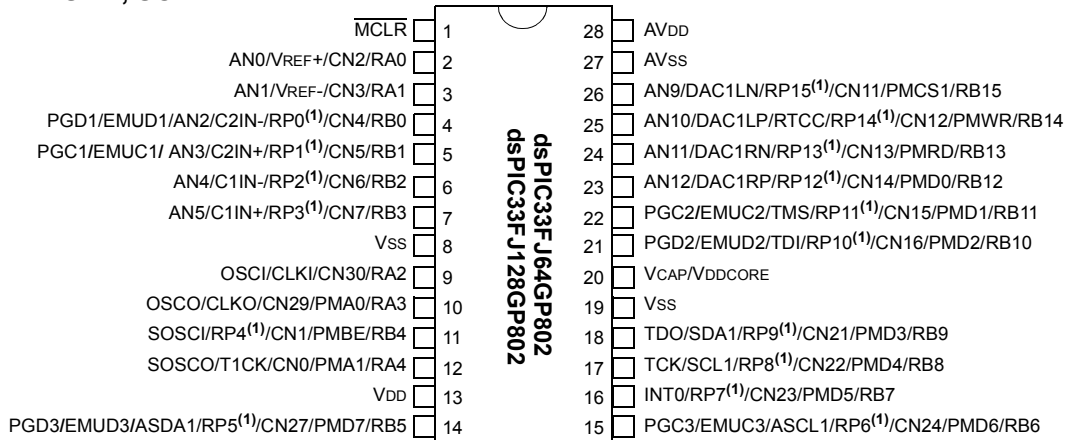 MCLR 1 28 AVDD
AN0/VREF+/CN2/RA0 2 27 AVSS
AN1/VREF-/CN3/RA1 3 26 AN9/DAC1LN/RP15(1)/CN11/PMCS1/RB15
PGD1/EMUD1/AN2/C2IN-/RP0(1)/CN4/RB0 4 25 AN10/DAC1LP/RTCC/RP14(1)/CN12/PMWR/RB14
PGC1/EMUC1/ AN3/C2IN+/RP1(1)/CN5/RB1 5 24 AN11/DAC1RN/RP13(1)/CN13/PMRD/RB13
AN4/C1IN-/RP2(1)/CN6/RB2 6 23 AN12/DAC1RP/RP12(1)/CN14/PMD0/RB12
AN5/C1IN+/RP3(1)/CN7/RB3 7 22 PGC2/EMUC2/TMS/RP11(1)/CN15/PMD1/RB11
VSS 8 21 PGD2/EMUD2/TDI/RP10(1)/CN16/PMD2/RB10
OSCI/CLKI/CN30/RA2 9 20 VCAP/VDDCORE
OSCO/CLKO/CN29/PMA0/RA3 10 19 VSS
SOSCI/RP4(1)/CN1/PMBE/RB4 11 18 TDO/SDA1/RP9(1)/CN21/PMD3/RB9
SOSCO/T1CK/CN0/PMA1/RA4 12 17 TCK/SCL1/RP8(1)/CN22/PMD4/RB8
VDD 13 16 INT0/RP7(1)/CN23/PMD5/RB7
PGD3/EMUD3/ASDA1/RP5(1)/CN27/PMD7/RB5 14 15 PGC3/EMUC3/ASCL1/RP6(1)/CN24/PMD6/RB6
dsPIC33FJ64GP802
dsPIC33FJ128GP802